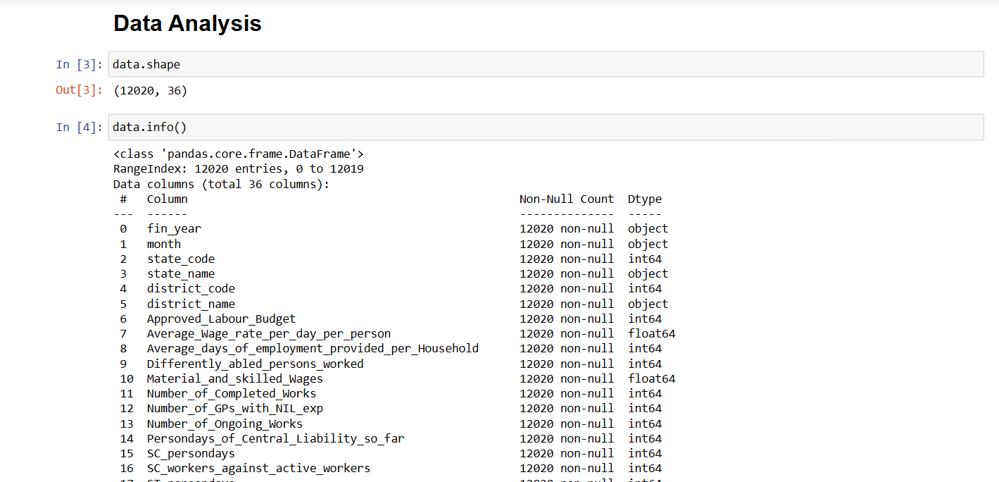 Data Analysis
In [3]: data.shape
Out[3]: (12020, 36)
In [4]: data.info()
<class 'pandas.core.frame.DataFrame'>
RangeIndex: 12020 entries, 0 to 12019
Data columns (total 36 columns):
# Column Non-Null Count Dtype
--- ------ -------------- -----
0 fin_year 12020 non-null object
1 month 12020 non-null object
2 state_code 12020 non-null int64
3 state_name 12020 non-null object
4 district_code 12020 non-null int64
5 district_name 12020 non-null object
6 Approved_Labour_Budget 12020 non-null int64
7 Average_Wage_rate_per_day_per_person 12020 non-null float64
8 Average_days_of_employment_provided_per_Household 12020 non-null int64
9 Differently_abled_persons_worked 12020 non-null int64
10 Material_and_skilled_Wages 12020 non-null float64
11 Number_of_Completed_Works 12020 non-null int64
12 Number_of_GPs_with_NIL_exp 12020 non-null int64
13 Number_of_Ongoing_Works 12020 non-null int64
14 Persondays_of_Central_Liability_so_far 12020 non-null int64
15 SC_persondays 12020 non-null int64
16 SC_workers_against_active_workers 12020 non-null int64